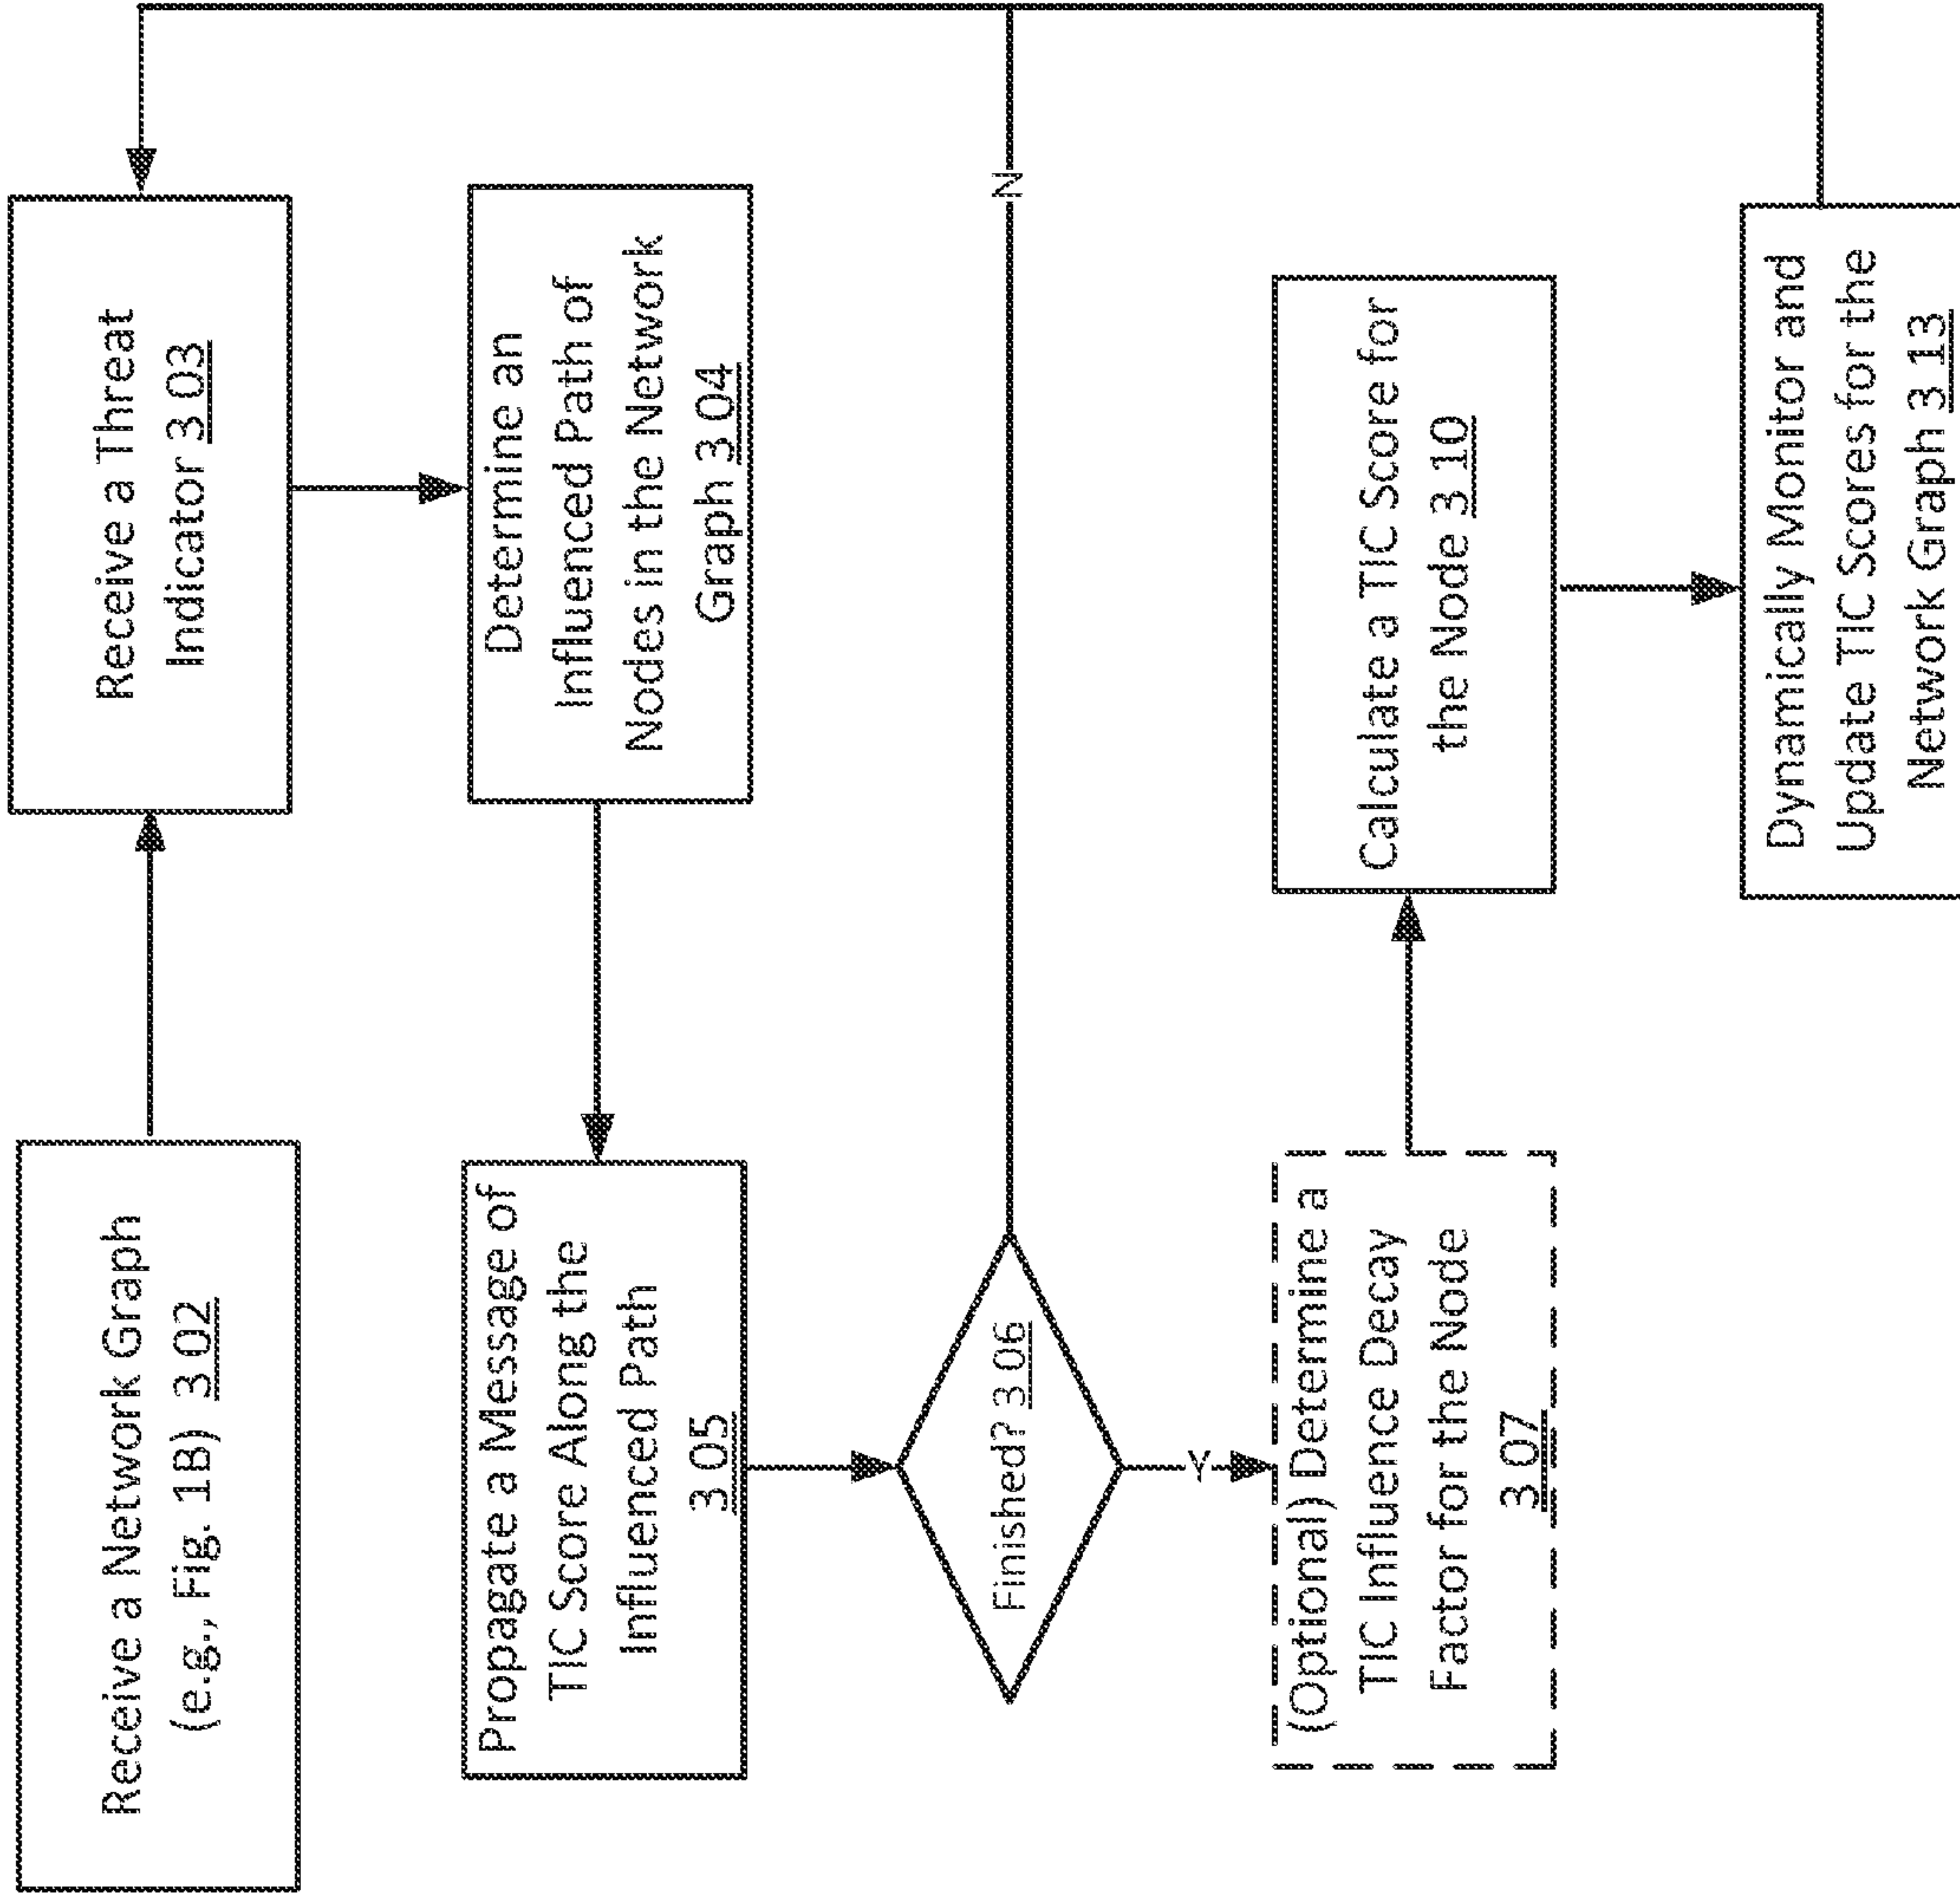 Receive a Network Graph
(e.g., Fig. 1B) 302
Receive a Threat
Indicator 303
Determine an
Influenced Path of
Nodes in the Network
Graph 304
Propagate a Message of
TIC Score Along the
Influenced Path
305
Finished? 306
N
Y
(Optional) Determine a
TIC Influence Decay
Factor for the Node
307
Calculate a TIC Score for
the Node 310
Dynamically Monitor and
Update TIC Scores for the
Network Graph 313